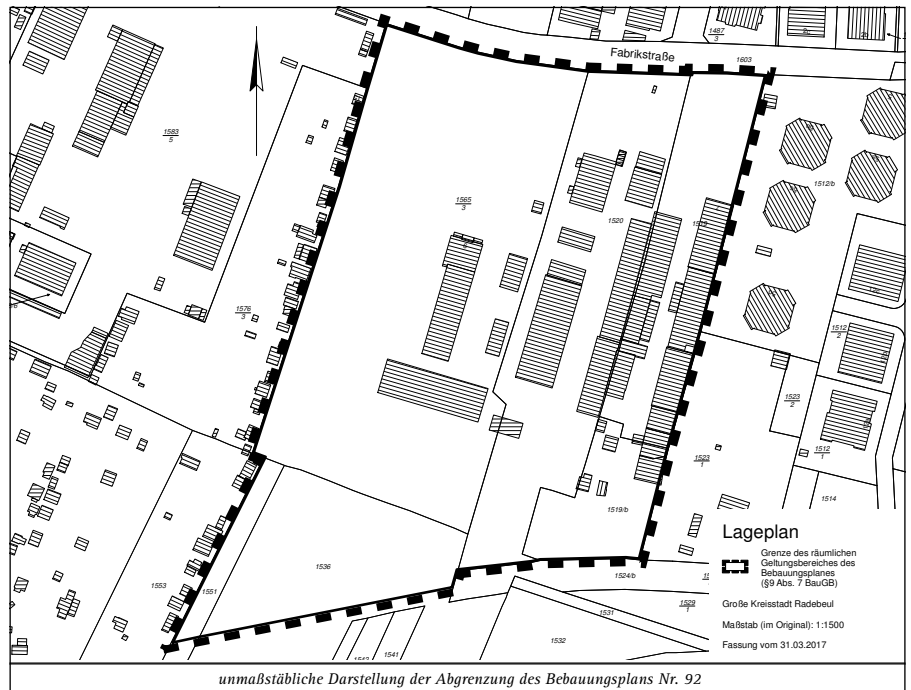 Fabrikstraße
1487
3
1603
1583
5
1512/b
1565
3
1520
1576
3
1512
2
1523
2
1523
1
1512
1
1514
1519/b
1536
1524/b
1553
1551
1531
1529
1
1532
1541
Lageplan
Grenze des räumlichen
Geltungsbereiches des
Bebauungsplanes
(§9 Abs. 7 BauGB)
Große Kreisstadt Radebeul
Maßstab (im Original): 1:1500
Fassung vom 31.03.2017
unmaßstäbliche Darstellung der Abgrenzung des Bebauungsplans Nr. 92